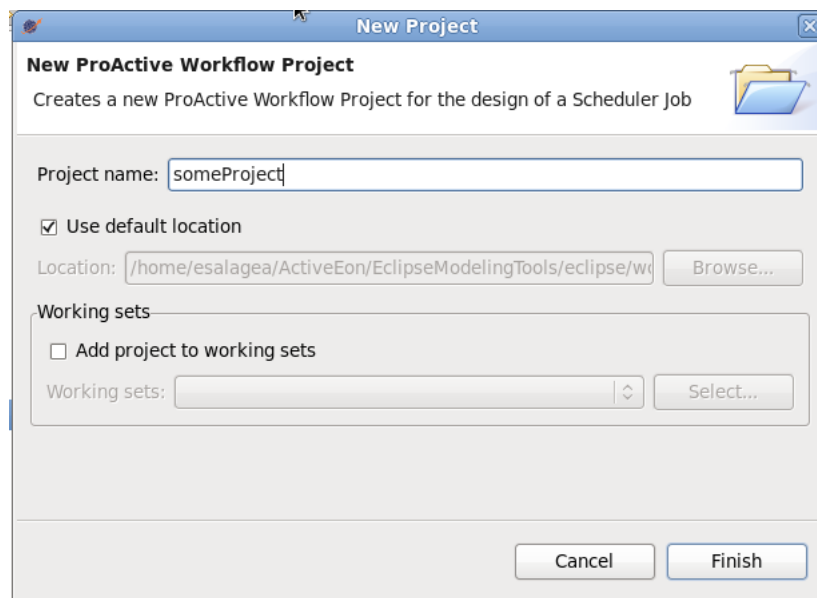 New Project
New ProActive Workflow Project
Creates a new ProActive Workflow Project for the design of a Scheduler Job
Project name: someProject
Use default location
Location: /home/esalagea/ActiveEon/EclipseModelingTools/eclipse/wo Browse...
Working sets
Add project to working sets
Working sets: Select...
Cancel Finish